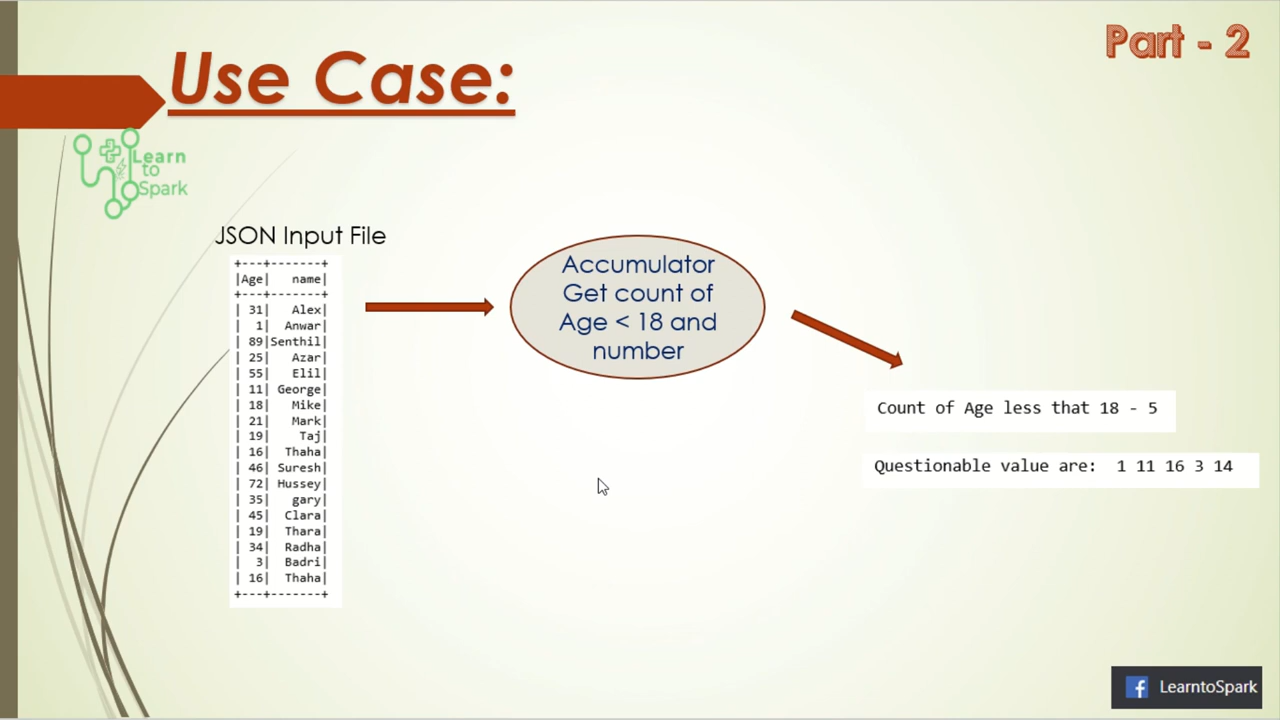 Part - 2
Use Case:
Learn
to
Spark
JSON Input File
+---+-------+
|Age|   name|
+---+-------+
| 31|   Alex|
|  1|  Anwar|
| 89|Senthil|
| 25|   Azar|
| 55|   Elil|
| 11| George|
| 18|   Mike|
| 21|   Mark|
| 19|    Taj|
| 16|  Thaha|
| 46| Suresh|
| 72| Hussey|
| 35|   gary|
| 45|  Clara|
| 19|  Thara|
| 34|  Radha|
|  3|  Badri|
| 16|  Thaha|
+---+-------+
Accumulator
Get count of
Age < 18 and
number
Count of Age less that 18 - 5
Questionable value are:  1 11 16 3 14
LearntoSpark